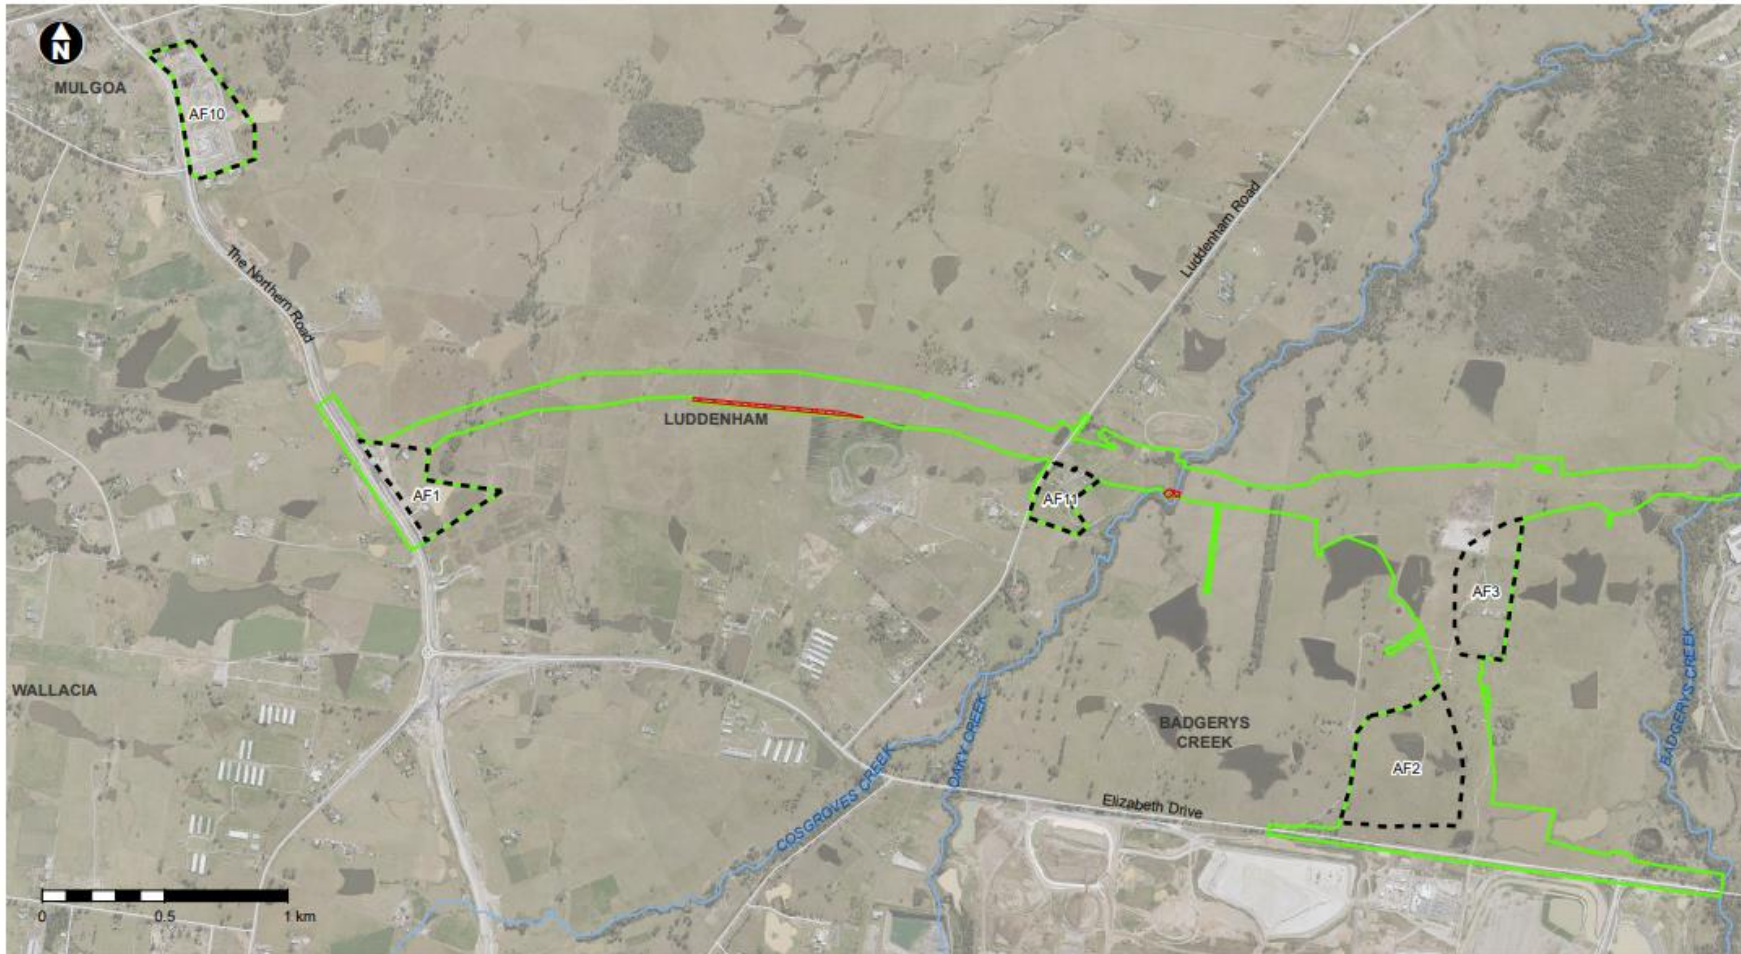 N
MULGOA
AF10
The Northern Road
Luddenham Road
LUDDENHAM
AF1
AF11
AF3
WALLACIA
BADGERYS
CREEK
BADGERYS CREEK
AF2
OAKY CREEK
COSGROVES CREEK
Elizabeth Drive
0 0.5 1 km